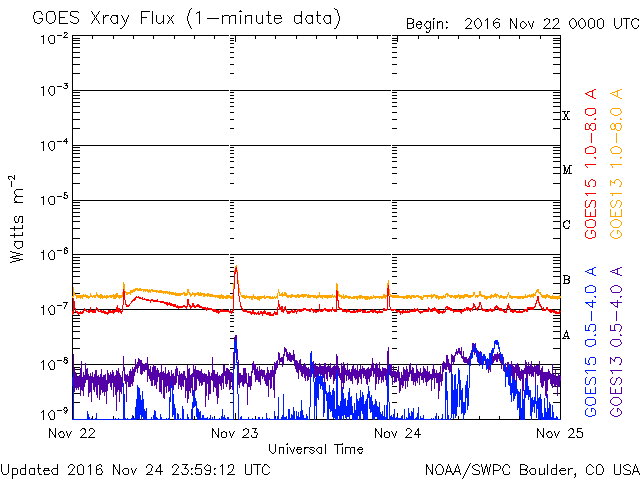 GOES Xray Flux (1-minute data)
Begin: 2016 Nov 22 0000 UTC
10-2
10-3
10-4
10-5
10-6
10-7
10-8
10-9
Watts m-2
X
M
C
B
A
GOES15 1.0-8.0 A
GOES13 1.0-8.0 A
GOES15 0.5-4.0 A
GOES13 0.5-4.0 A
Nov 22
Nov 23
Nov 24
Nov 25
Universal Time
Updated 2016 Nov 24 23:59:12 UTC
NOAA/SWPC Boulder, CO USA